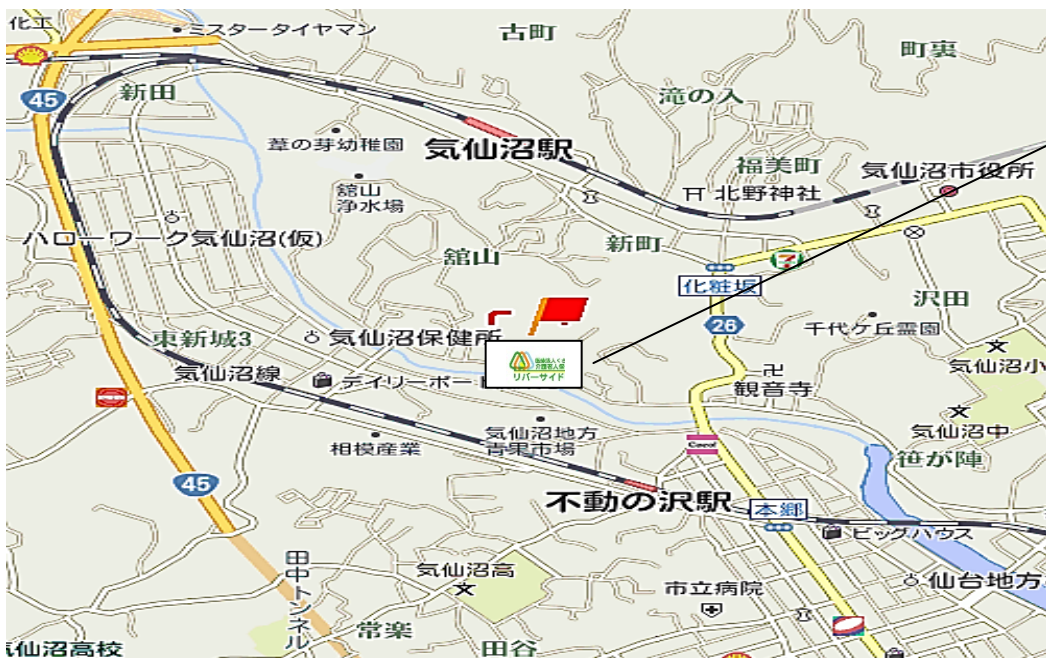 化工
ミスタータイヤマン
古町
町裏
45
新田
滝の入
葦の芽幼稚園
気仙沼駅
福美町
気仙沼市役所
舘山
浄水場
北野神社
ハローワーク気仙沼(仮)
舘山
新町
7
化粧坂
沢田
26
千代ケ丘霊園
東新城3
気仙沼保健所
気仙沼小
気仙沼線
デイリーポート
介護老人保
リバーサイド
卍
観音寺
相模産業
気仙沼地方
青果市場
Coco!
気仙沼中
笹が陣
45
不動の沢駅
本郷
ビッグハウス
田中トンネル
気仙沼高
市立病院
仙台地方
常楽
田谷
気仙沼高校